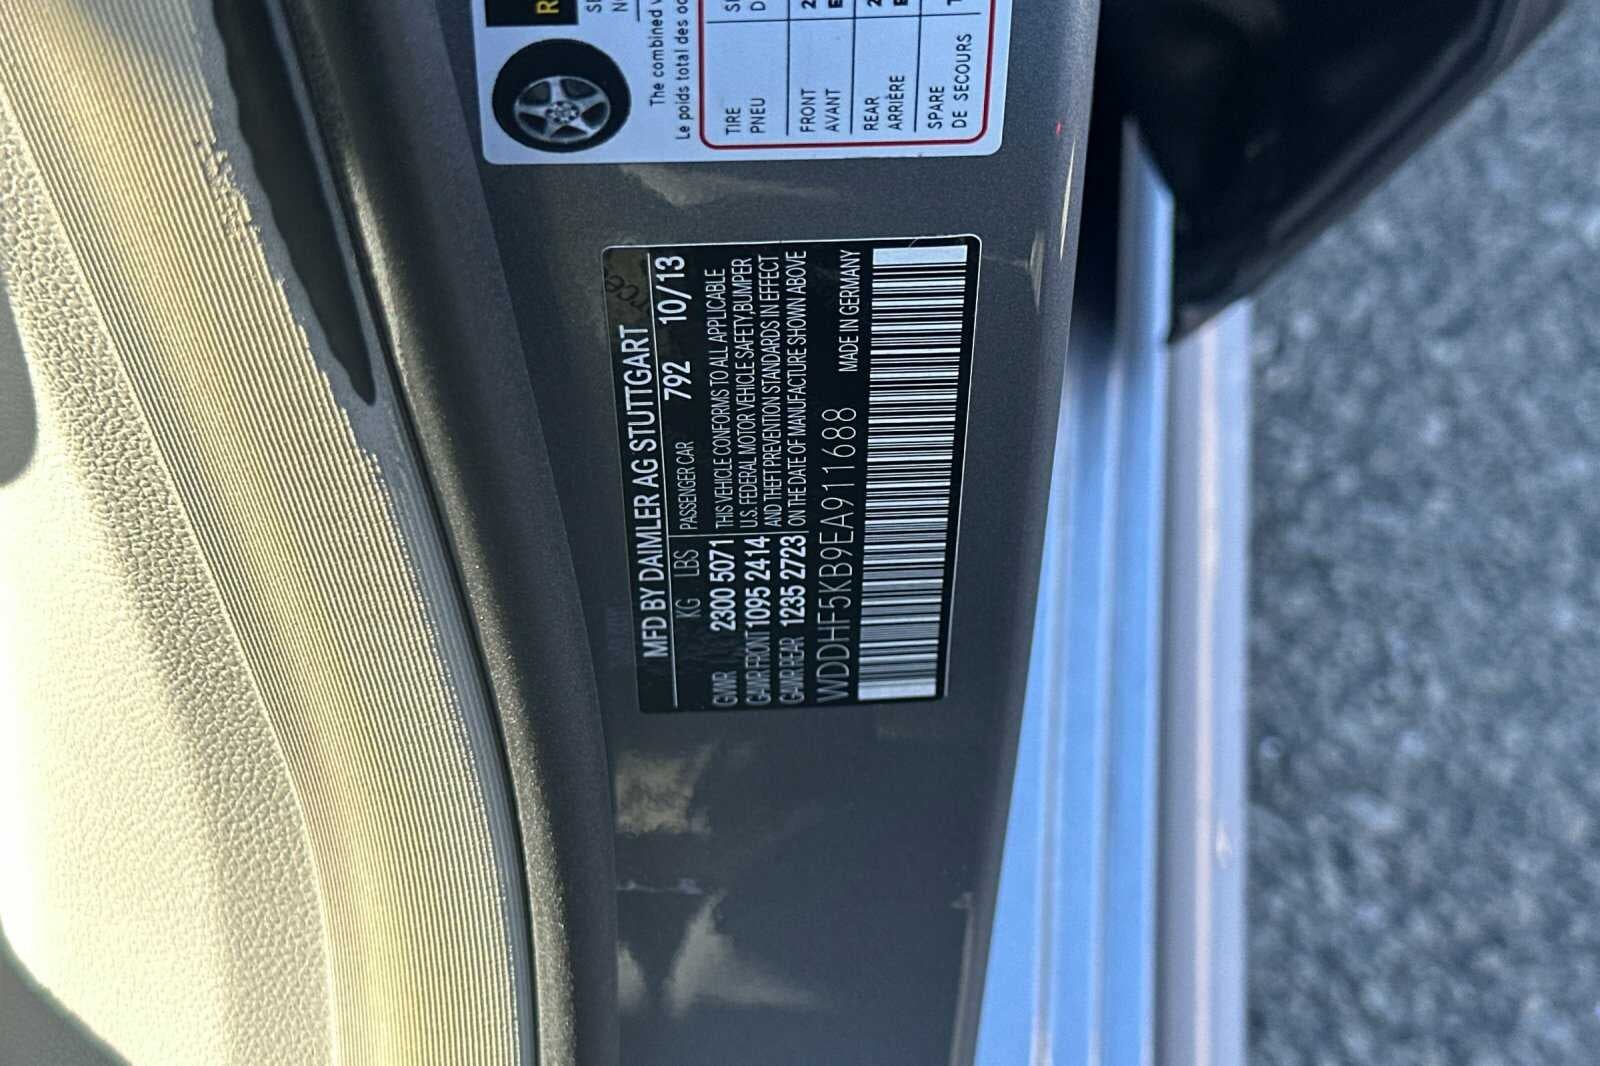 The combined
Le poids total des oc
TIRE
PNEU
FRONT
AVANT
REAR
ARRIÈRE
SPARE
DE SECOURS
MFD BY DAIMLER AG STUTTGART
KG LBS PASSENGER CAR 792 10/13
GVWR 2300 5071 THIS VEHICLE CONFORMS TO ALL APPLICABLE
GAWR FRONT 1095 2414 U.S. FEDERAL MOTOR VEHICLE SAFETY,BUMPER
GAWR REAR 1235 2723 AND THEFT PREVENTION STANDARDS IN EFFECT
ON THE DATE OF MANUFACTURE SHOWN ABOVE
WDDHF5KB9EA911688 MADE IN GERMANY